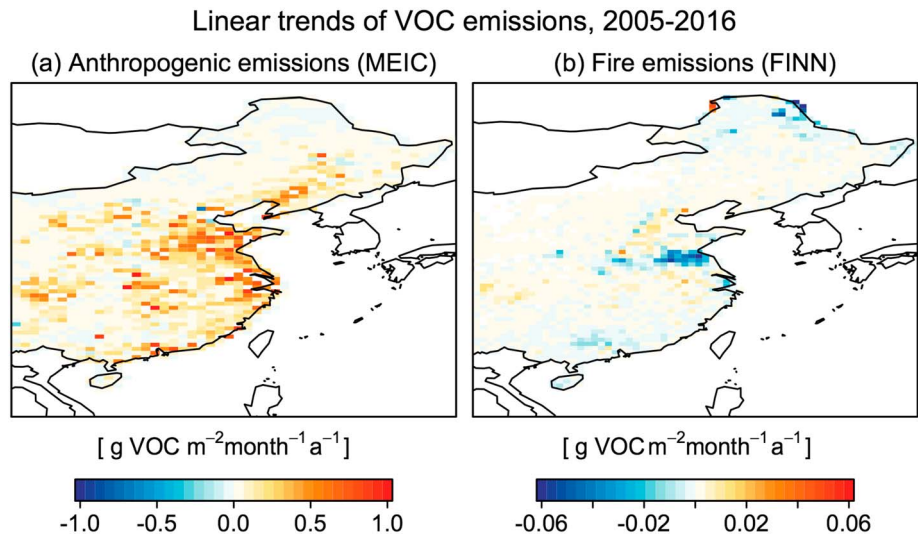 Linear trends of VOC emissions, 2005-2016
(a) Anthropogenic emissions (MEIC)
(b) Fire emissions (FINN)
[ g VOC m⁻²month⁻¹a⁻¹]
[ g VOC m⁻²month⁻¹a⁻¹]
-1.0 -0.5 0.0 0.5 1.0
-0.06 -0.02 0.02 0.06